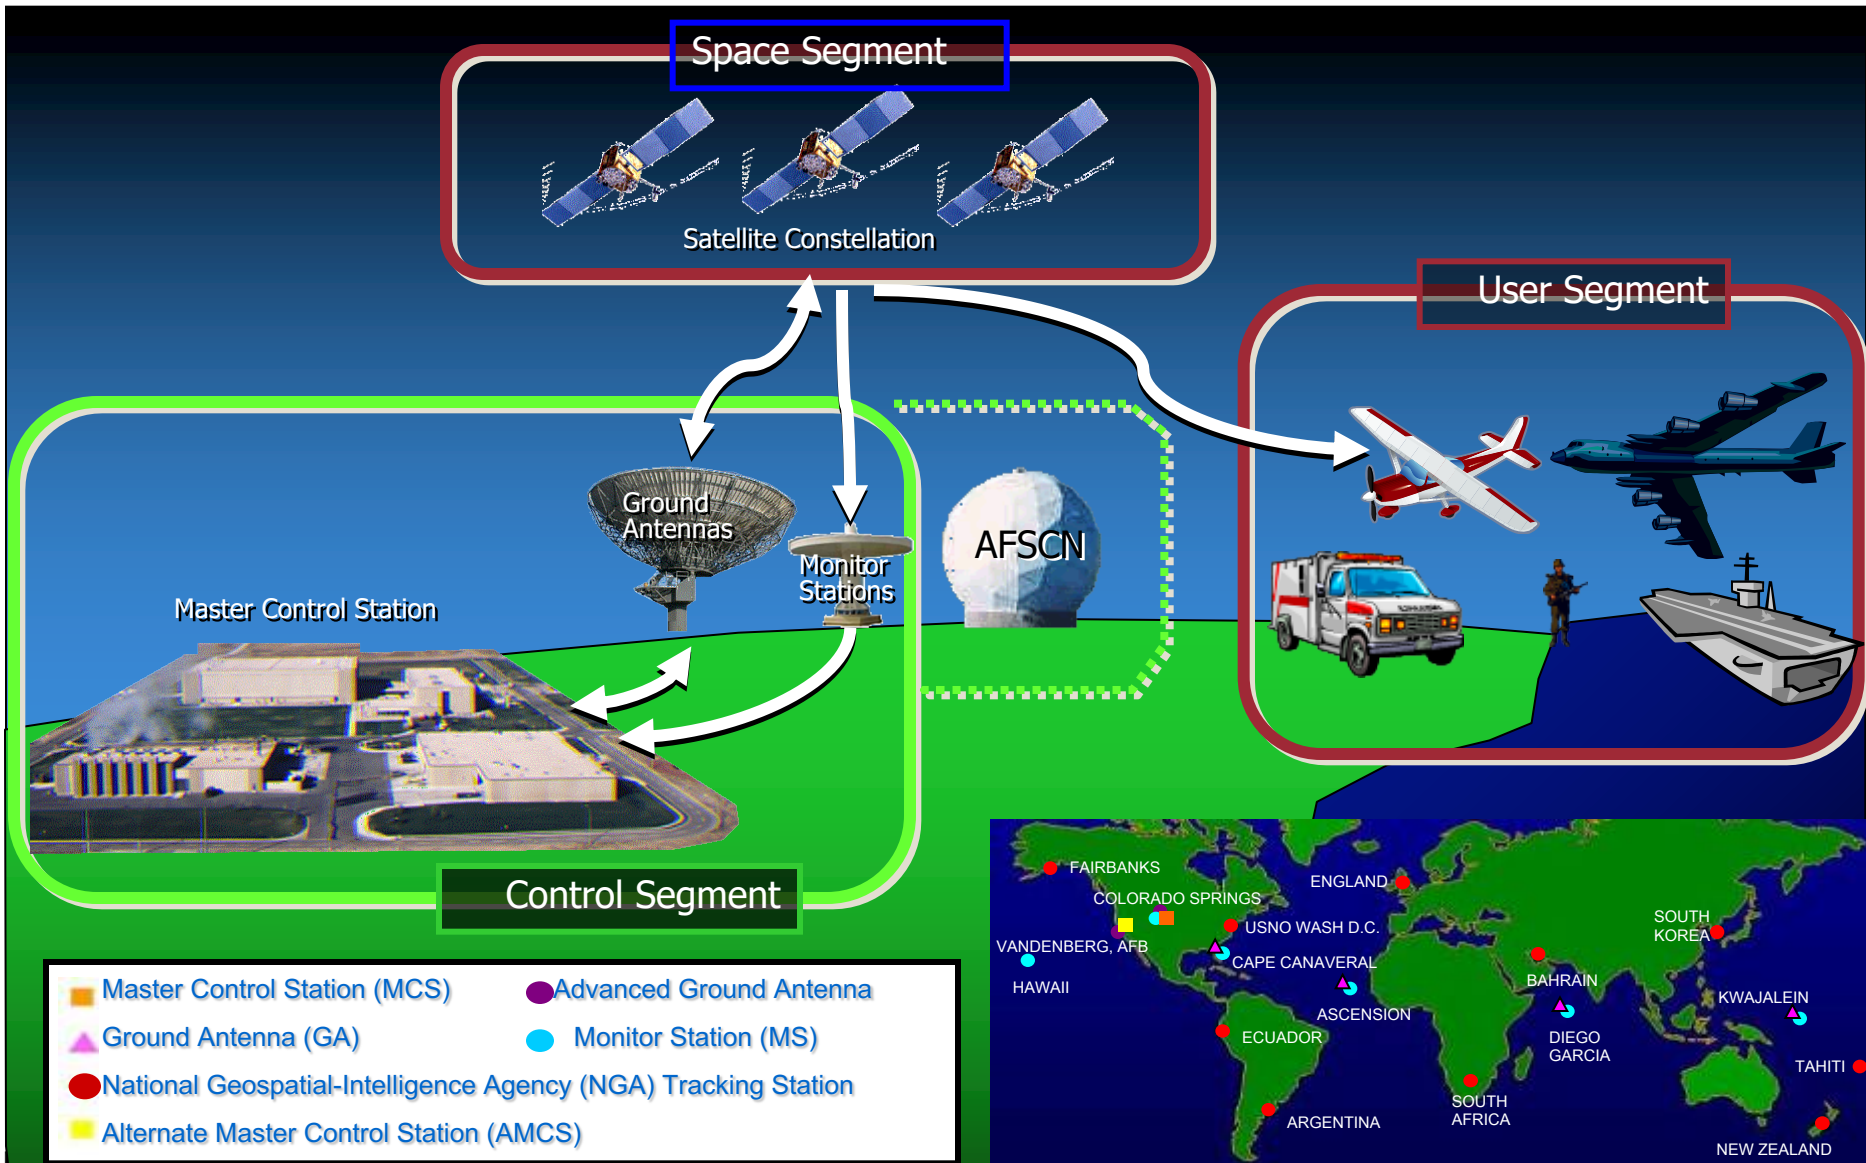 Space Segment
Satellite Constellation
User Segment
Ground
Antennas
Monitor
Stations
AFSCN
Master Control Station
Control Segment
Master Control Station (MCS)
Advanced Ground Antenna
Ground Antenna (GA)
Monitor Station (MS)
National Geospatial-Intelligence Agency (NGA) Tracking Station
Alternate Master Control Station (AMCS)
FAIRBANKS
ENGLAND
COLORADO SPRINGS
SOUTH
KOREA
USNO WASH D.C.
VANDENBERG, AFB
CAPE CANAVERAL
BAHRAIN
HAWAII
KWAJALEIN
ASCENSION
ECUADOR
DIEGO
GARCIA
TAHITI
SOUTH
AFRICA
ARGENTINA
NEW ZEALAND